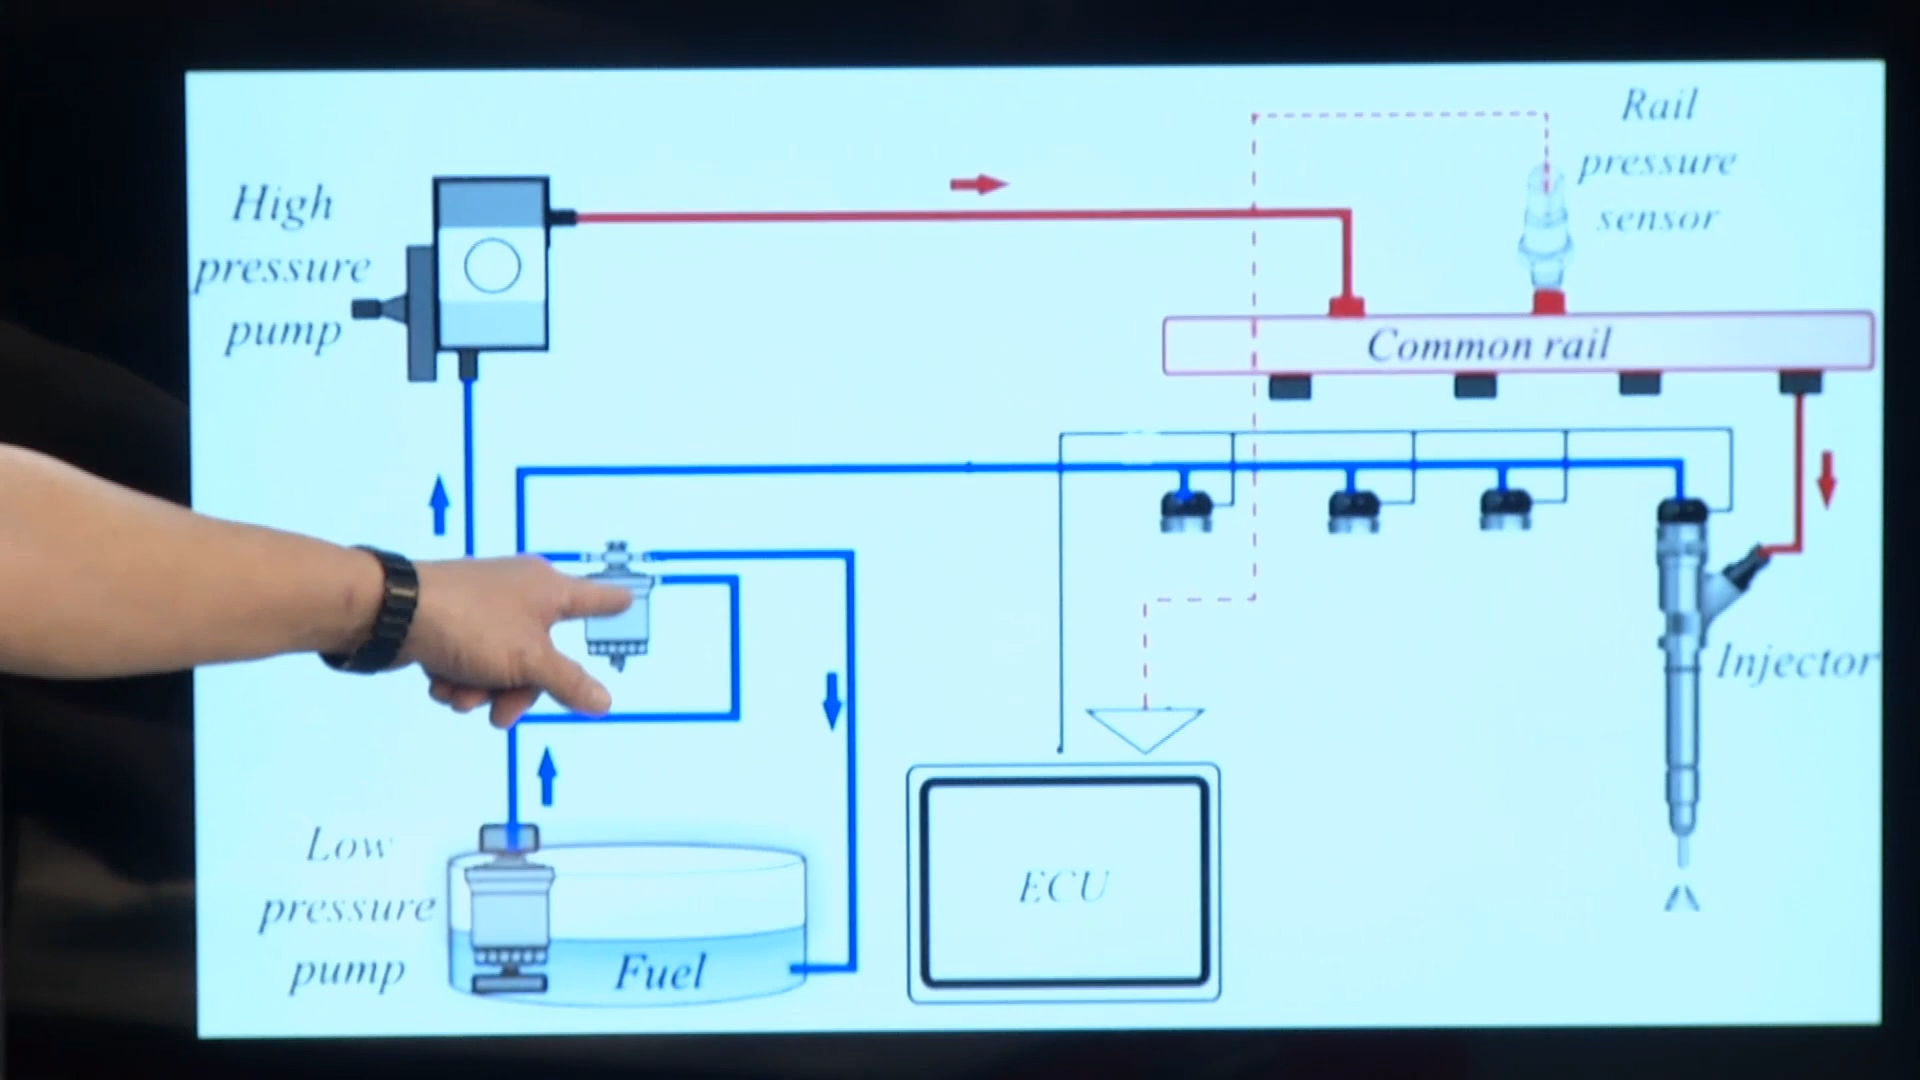 Rail
pressure
sensor
High
pressure
pump
Common rail
Injector
Low
pressure
pump
Fuel
ECU